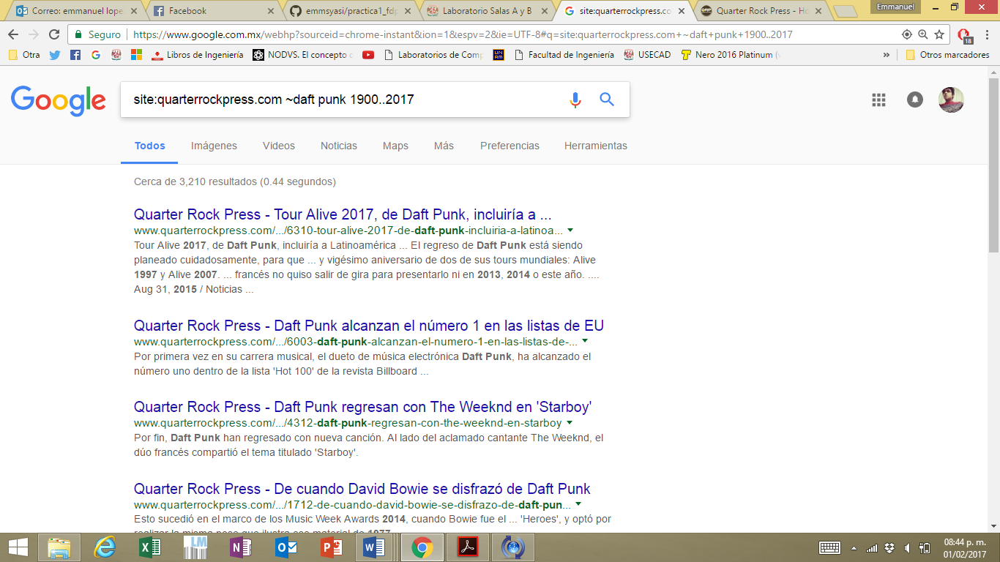 Emmanuel
Correo: emmanuel lope
Facebook
emmsyasi/practica1_fdp
Laboratorio Salas A y B
site:quarterrockpress.co
Quarter Rock Press - Ho
Seguro
https://www.google.com.mx/webhp?sourceid=chrome-instant&ion=1&espv=2&ie=UTF-8#q=site:quarterrockpress.com+~daft+punk+1900..2017
18
Otra
Libros de Ingeniería
NODVS. El concepto
Laboratorios de Comp
UNAM
Facultad de Ingeniería
USECAD
Nero 2016 Platinum (
»
Otros marcadores
Google
site:quarterrockpress.com ~daft punk 1900..2017
Todos
Imágenes
Videos
Noticias
Maps
Más
Preferencias
Herramientas
Cerca de 3,210 resultados (0.44 segundos)
Quarter Rock Press - Tour Alive 2017, de Daft Punk, incluiría a ...
www.quarterrockpress.com/.../6310-tour-alive-2017-de-daft-punk-incluiria-a-latinoa...
Tour Alive 2017, de Daft Punk, incluiría a Latinoamérica ... El regreso de Daft Punk está siendo
planeado cuidadosamente, para que ... y vigésimo aniversario de dos de sus tours mundiales: Alive
1997 y Alive 2007. ... francés no quiso salir de gira para presentarlo ni en 2013, 2014 o este año. ....
Aug 31, 2015 / Noticias ...
Quarter Rock Press - Daft Punk alcanzan el número 1 en las listas de EU
www.quarterrockpress.com/.../6003-daft-punk-alcanzan-el-numero-1-en-las-listas-de-...
Por primera vez en su carrera musical, el dueto de música electrónica Daft Punk, ha alcanzado el
número uno dentro de la lista 'Hot 100' de la revista Billboard ...
Quarter Rock Press - Daft Punk regresan con The Weeknd en 'Starboy'
www.quarterrockpress.com/.../4312-daft-punk-regresan-con-the-weeknd-en-starboy
Por fin, Daft Punk han regresado con nueva canción. Al lado del aclamado cantante The Weeknd, el
dúo francés compartió el tema titulado 'Starboy'.
Quarter Rock Press - De cuando David Bowie se disfrazó de Daft Punk
www.quarterrockpress.com/.../1712-de-cuando-david-bowie-se-disfrazo-de-daft-pun...
Esto sucedió en el marco de los Music Week Awards 2014, cuando Bowie fue el ... 'Heroes', y optó por
realizar la misma pose que ilustra ese material de 1977
LM
08:44 p. m.
01/02/2017